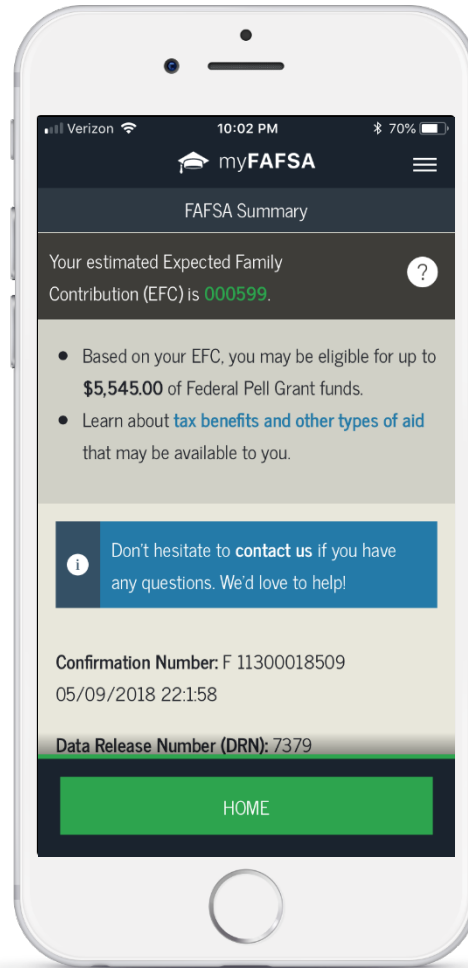 Verizon 10:02 PM 70%
myFAFSA
FAFSA Summary
Your estimated Expected Family
Contribution (EFC) is 000599.
?
• Based on your EFC, you may be eligible for up to
$5,545.00 of Federal Pell Grant funds.
• Learn about tax benefits and other types of aid
that may be available to you.
i
Don't hesitate to contact us if you have
any questions. We'd love to help!
Confirmation Number: F 11300018509
05/09/2018 22:1:58
Data Release Number (DRN): 7379
HOME